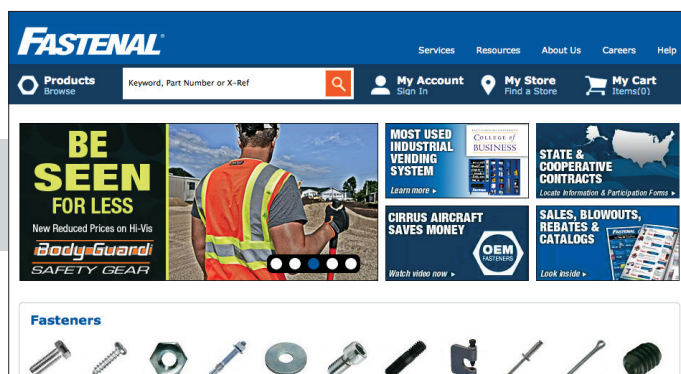 FASTENAL
Services Resources About Us Careers Help
Products
Browse
Keyword, Part Number or X-Ref
My Account
Sign In
My Store
Find a Store
My Cart
Items(0)
BE
SEEN
FOR LESS
New Reduced Prices on Hi-Vis
Body Guard
SAFETY GEAR
MOST USED
INDUSTRIAL
VENDING
SYSTEM
Learn more
COLLEGE of
BUSINESS
STATE &
COOPERATIVE
CONTRACTS
Locate Information & Participation Forms
CIRRUS AIRCRAFT
SAVES MONEY
OEM
FASTENERS
Watch video now
SALES, BLOWOUTS,
REBATES &
CATALOGS
Look inside
Fasteners